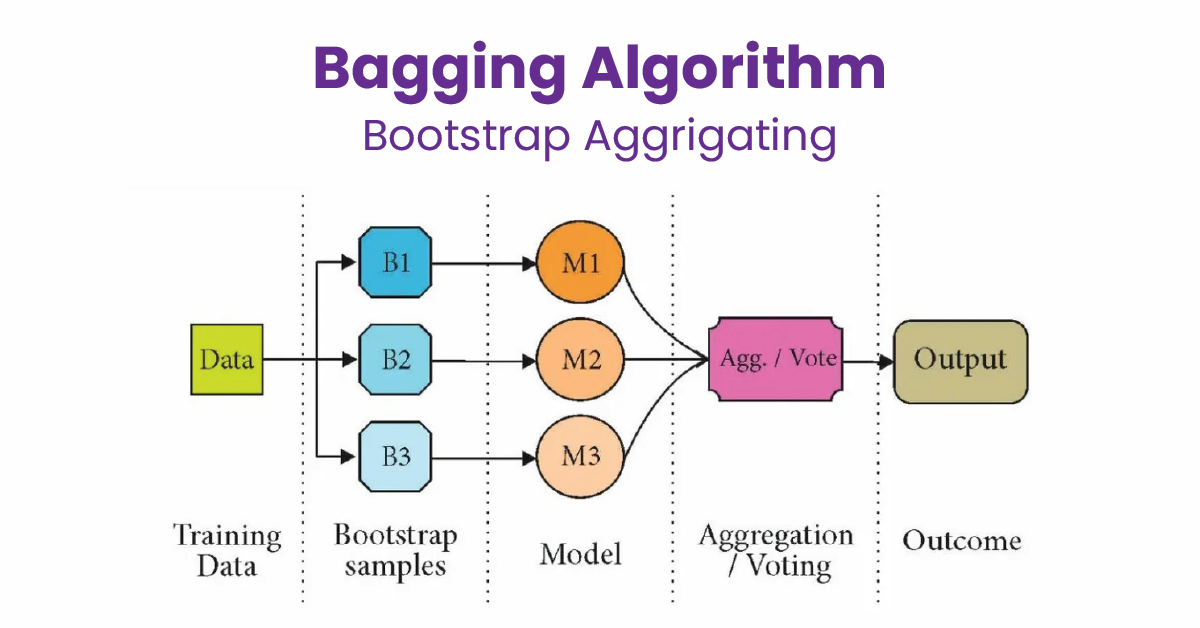 Bagging Algorithm
Bootstrap Aggrigating
B1
M1
Data
B2
M2
Agg. / Vote
Output
B3
M3
Training
Data
Bootstrap
samples
Model
Aggregation
/ Voting
Outcome